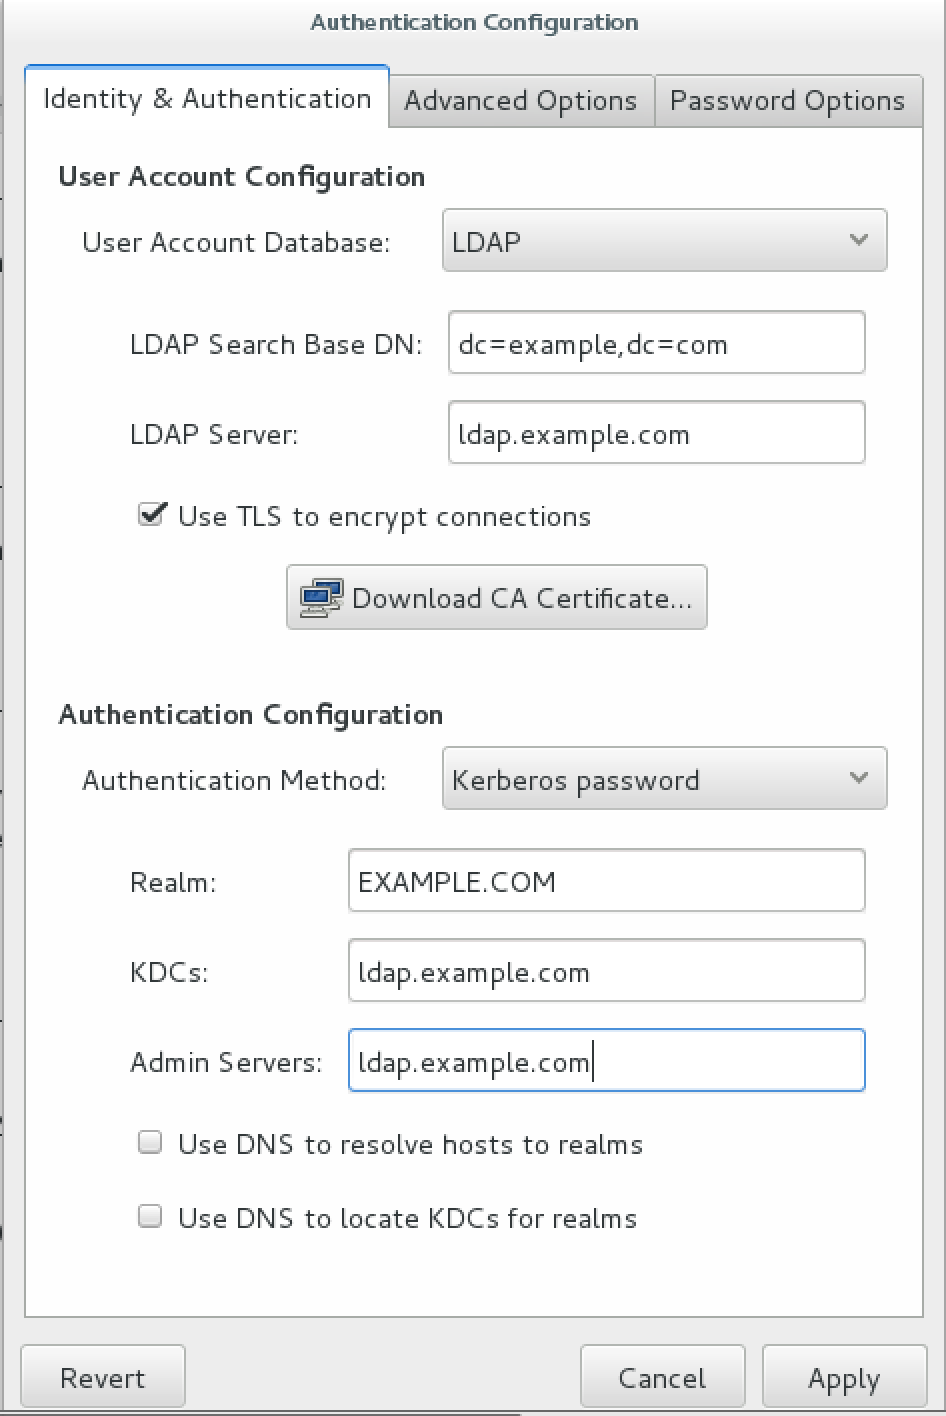 Authentication Configuration
Identity & Authentication Advanced Options Password Options
User Account Configuration
User Account Database: LDAP
LDAP Search Base DN: dc=example,dc=com
LDAP Server: ldap.example.com
Use TLS to encrypt connections
Download CA Certificate...
Authentication Configuration
Authentication Method: Kerberos password
Realm: EXAMPLE.COM
KDCs: ldap.example.com
Admin Servers: ldap.example.com
Use DNS to resolve hosts to realms
Use DNS to locate KDCs for realms
Revert Cancel Apply